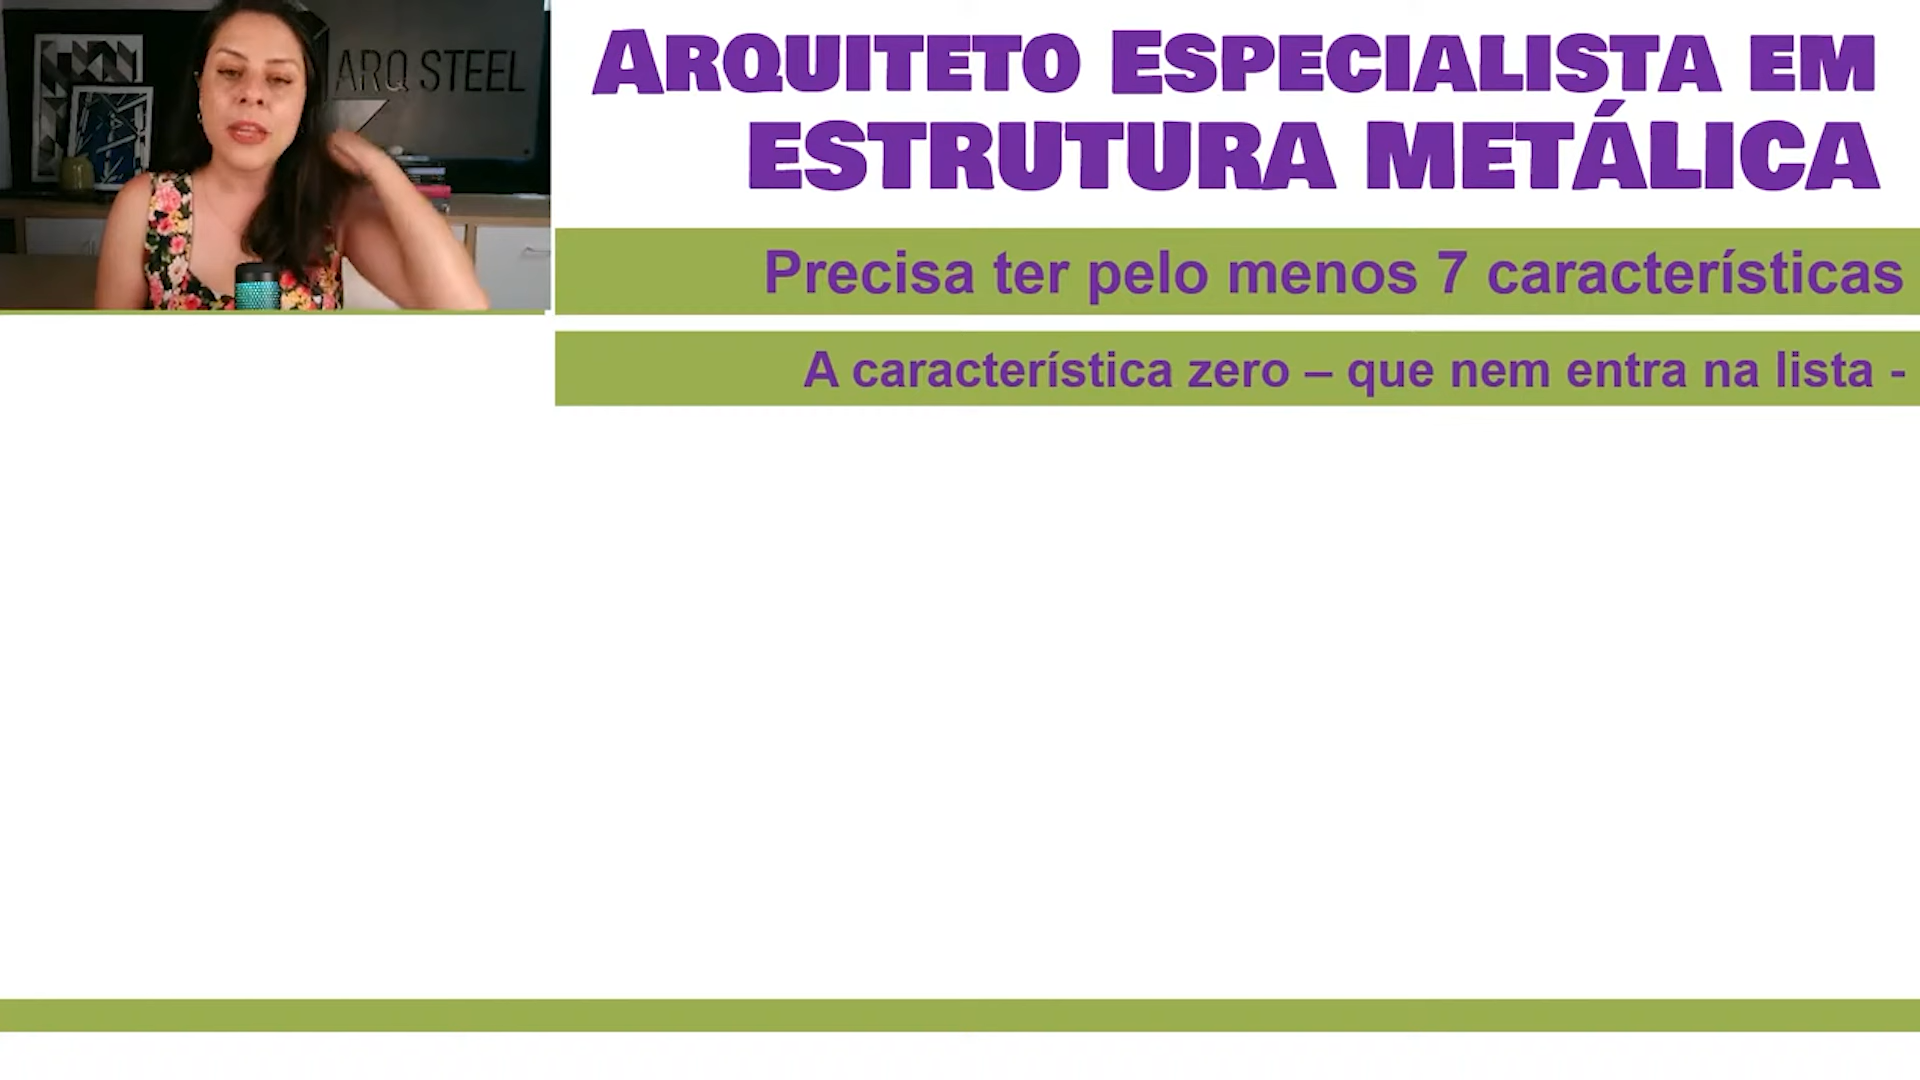 ARQ STEEL
ARQUITETO ESPECIALISTA EM
ESTRUTURA METÁLICA
Precisa ter pelo menos 7 características
A característica zero – que nem entra na lista -